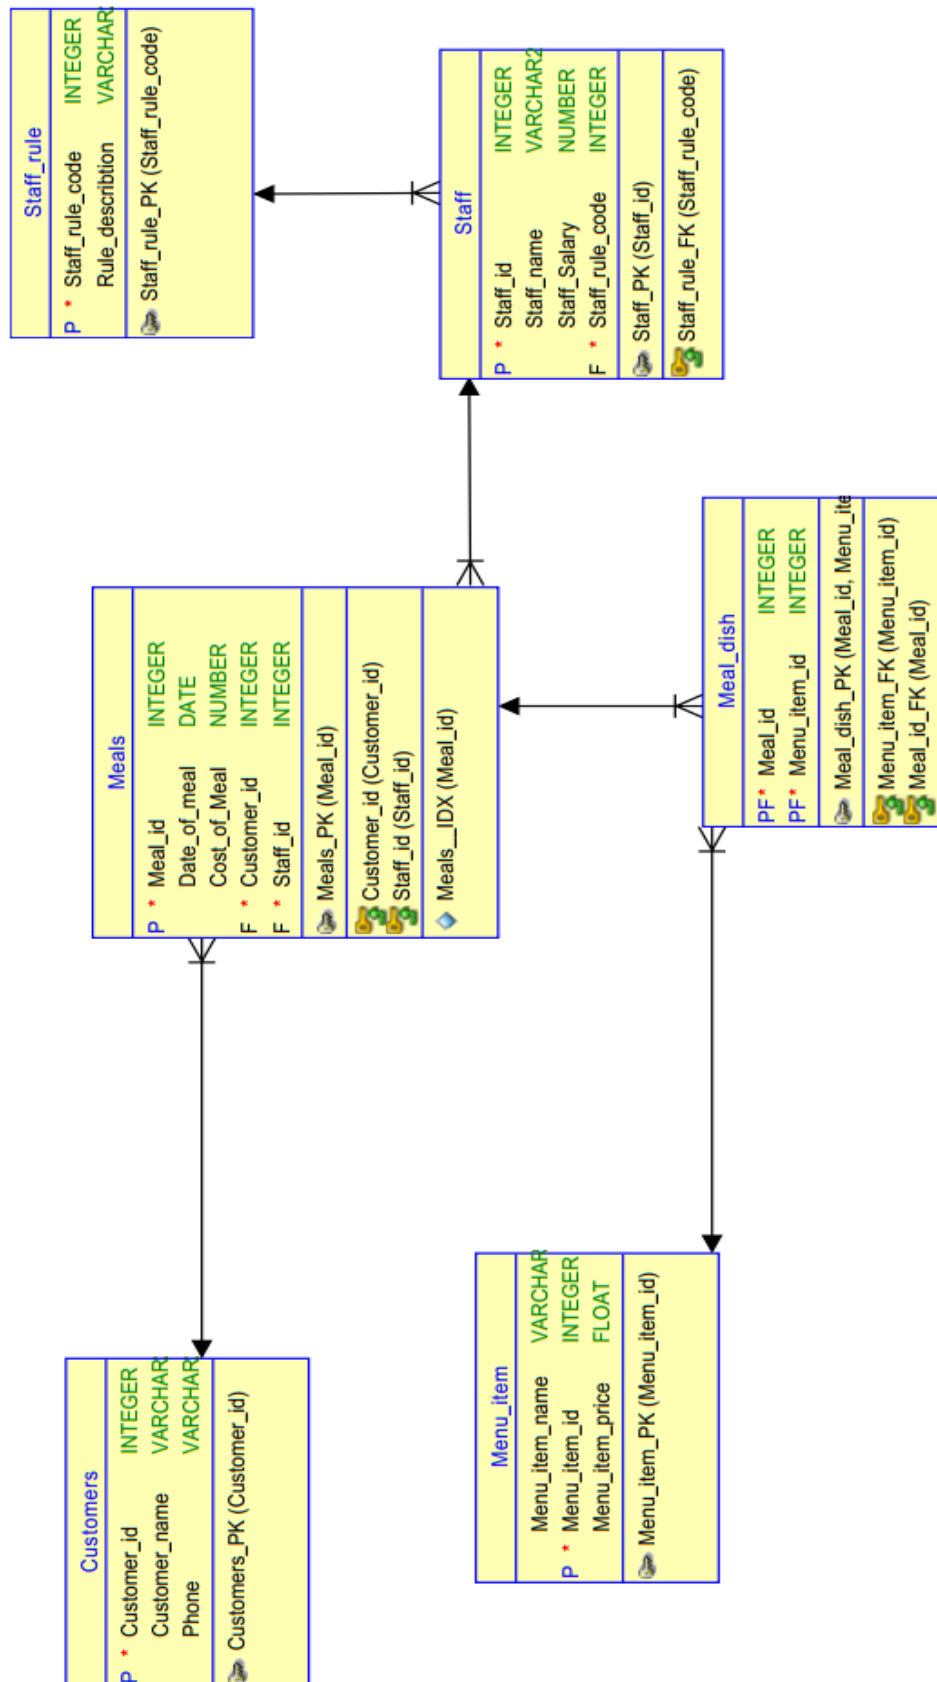 Customers
P * Customer_id INTEGER
Customer_name VARCHAR
Phone VARCHAR
Customers_PK (Customer_id)
Meals
P * Meal_id INTEGER
Date_of_meal DATE
Cost_of_Meal NUMBER
F * Customer_id INTEGER
F * Staff_id INTEGER
Meals_PK (Meal_id)
Customer_id (Customer_id)
Staff_id (Staff_id)
Meals__IDX (Meal_id)
Staff_rule
P * Staff_rule_code INTEGER
Rule_describtion VARCHAR
Staff_rule_PK (Staff_rule_code)
Staff
P * Staff_id INTEGER
Staff_name VARCHAR2
Staff_Salary NUMBER
F * Staff_rule_code INTEGER
Staff_PK (Staff_id)
Staff_rule_FK (Staff_rule_code)
Menu_item
Menu_item_name VARCHAR
P * Menu_item_id INTEGER
Menu_item_price FLOAT
Menu_item_PK (Menu_item_id)
Meal_dish
PF* Meal_id INTEGER
PF* Menu_item_id INTEGER
Meal_dish_PK (Meal_id, Menu_ite
Menu_item_FK (Menu_item_id)
Meal_id_FK (Meal_id)